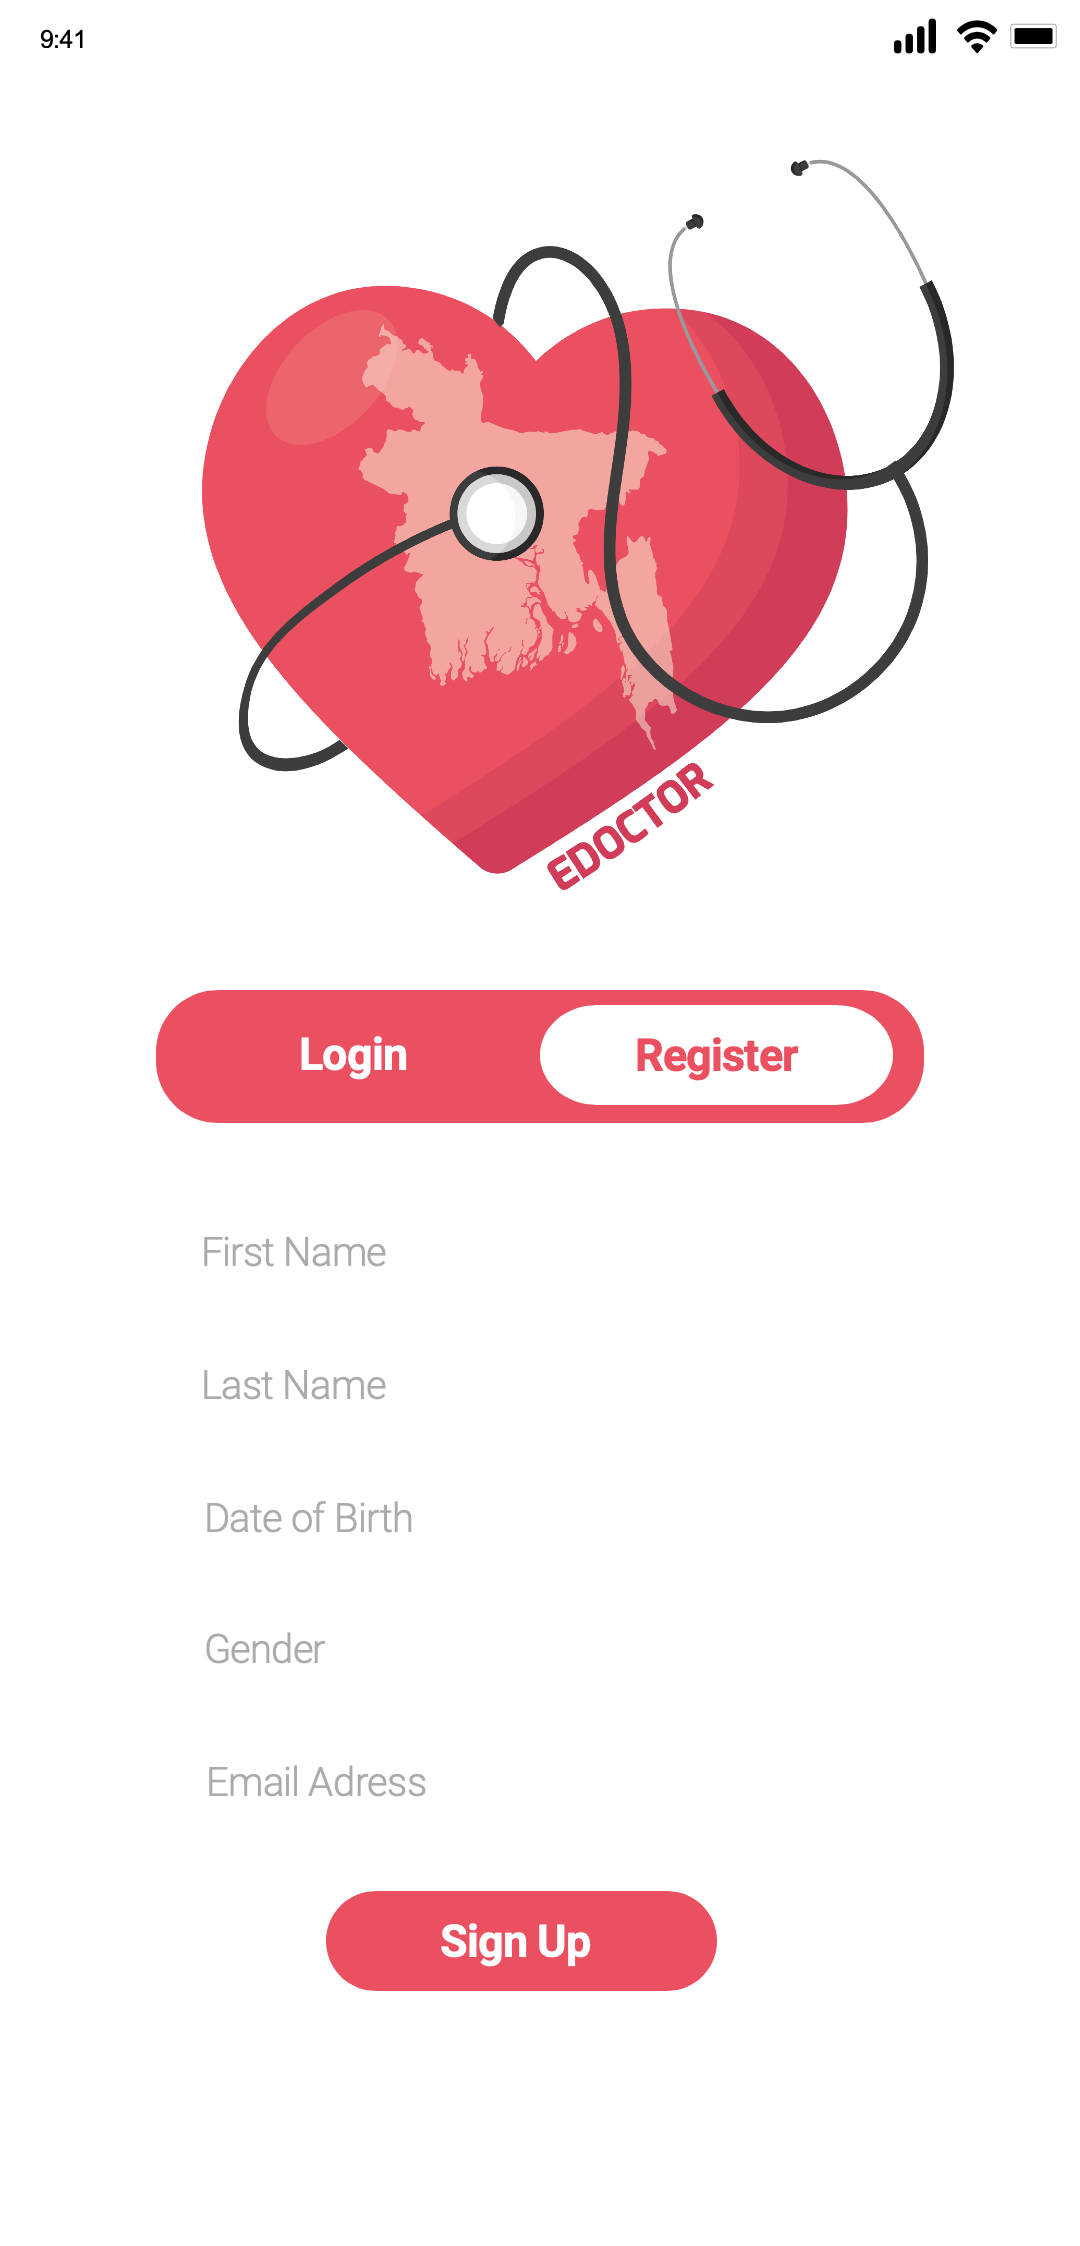 9:41
EDOCTOR
Login Register
First Name
Last Name
Date of Birth
Gender
Email Adress
Sign Up